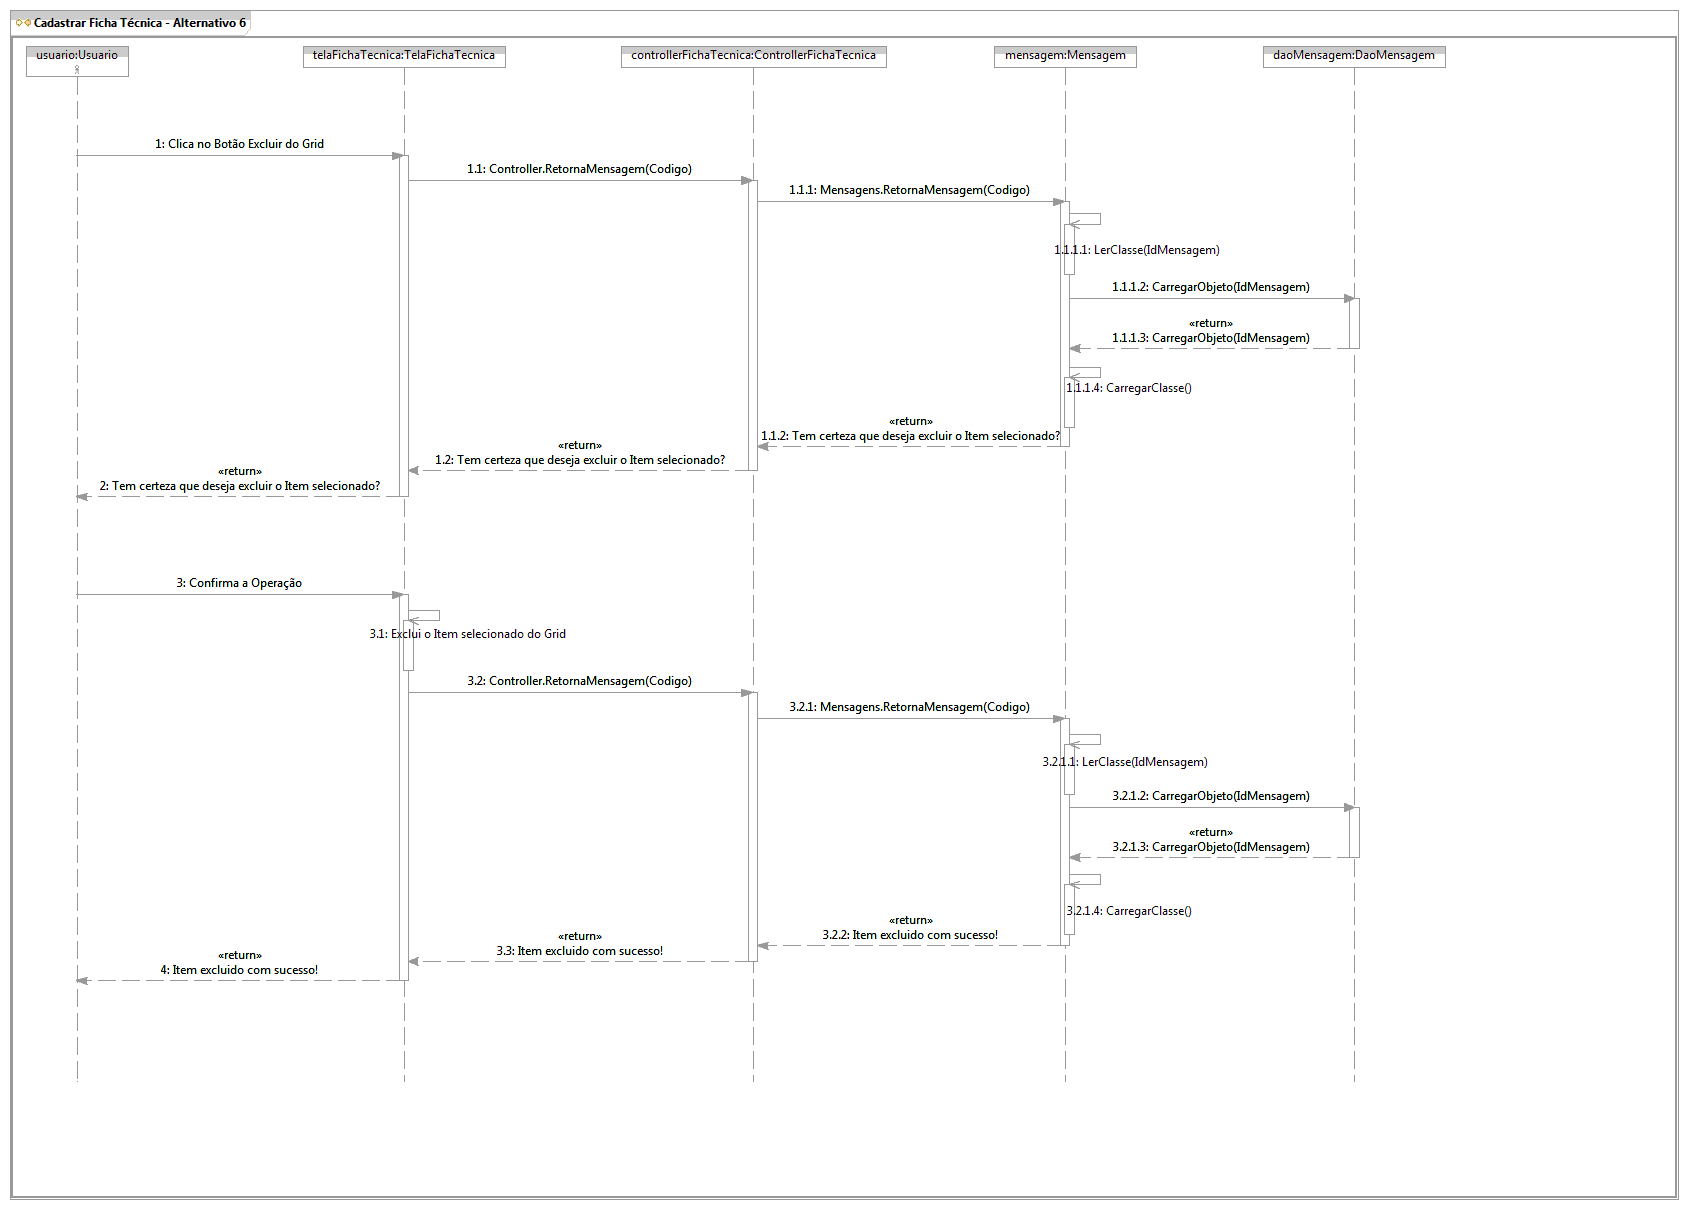 Cadastrar Ficha Técnica - Alternativo 6
usuario:Usuario
telaFichaTecnica:TelaFichaTecnica
controllerFichaTecnica:ControllerFichaTecnica
mensagem:Mensagem
daoMensagem:DaoMensagem
1: Clica no Botão Excluir do Grid
1.1: Controller.RetornaMensagem(Codigo)
1.1.1: Mensagens.RetornaMensagem(Codigo)
1.1.1.1: LerClasse(IdMensagem)
1.1.1.2: CarregarObjeto(IdMensagem)
«return»
1.1.1.3: CarregarObjeto(IdMensagem)
1.1.1.4: CarregarClasse()
«return»
1.1.2: Tem certeza que deseja excluir o Item selecionado?
«return»
1.2: Tem certeza que deseja excluir o Item selecionado?
«return»
2: Tem certeza que deseja excluir o Item selecionado?
3: Confirma a Operação
3.1: Exclui o Item selecionado do Grid
3.2: Controller.RetornaMensagem(Codigo)
3.2.1: Mensagens.RetornaMensagem(Codigo)
3.2.1.1: LerClasse(IdMensagem)
3.2.1.2: CarregarObjeto(IdMensagem)
«return»
3.2.1.3: CarregarObjeto(IdMensagem)
3.2.1.4: CarregarClasse()
«return»
3.2.2: Item excluido com sucesso!
«return»
3.3: Item excluido com sucesso!
«return»
4: Item excluido com sucesso!